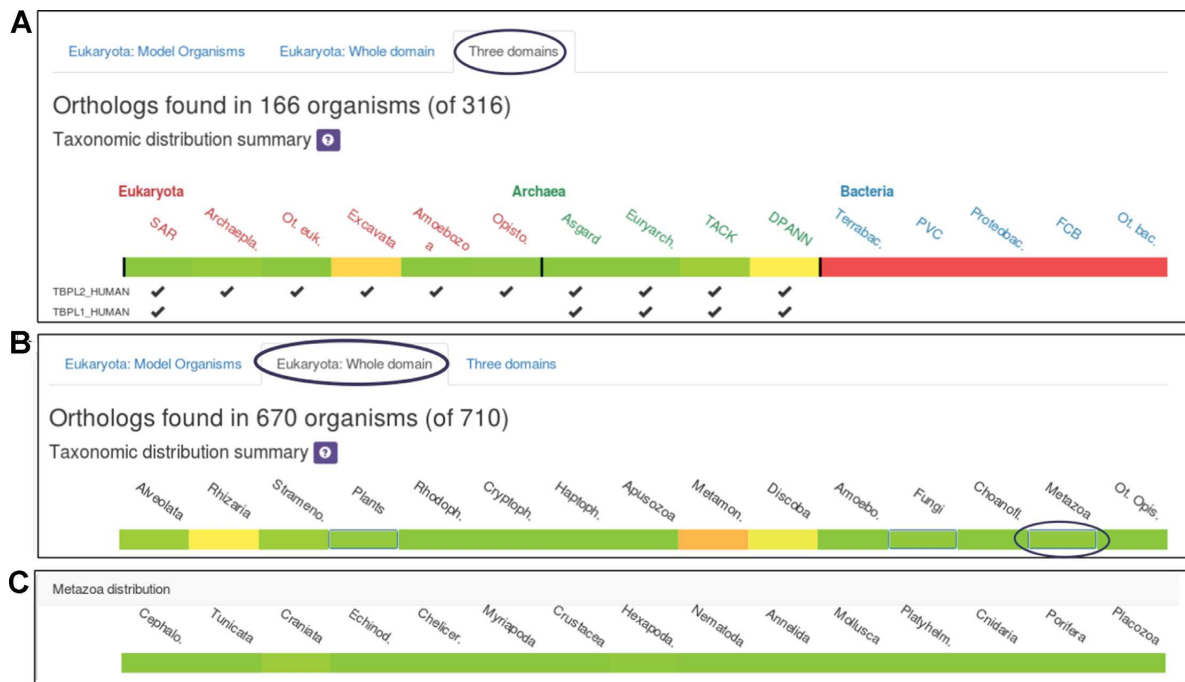 A
Eukaryota: Model Organisms Eukaryota: Whole domain Three domains
Orthologs found in 166 organisms (of 316)
Taxonomic distribution summary ?
Eukaryota Archaea Bacteria
SAR Archaepla. Ot. euk. Excavata Amoebozo a Opisto. Asgard Euryarch. TACK DPANN Terrabac. PVC Proteobac. FCB Ot. bac.
TBPL2_HUMAN ✓ ✓ ✓ ✓ ✓ ✓ ✓ ✓ ✓ ✓
TBPL1_HUMAN ✓ ✓ ✓ ✓ ✓
B
Eukaryota: Model Organisms Eukaryota: Whole domain Three domains
Orthologs found in 670 organisms (of 710)
Taxonomic distribution summary ?
Alveolata Rhizaria Strameno. Plants Rhodoph. Cryptoph. Haptoph. Apusozoa Metamon. Discoba Amoebo. Fungi Choanofl. Metazoa Ot. Opis.
C
Metazoa distribution
Cephalo. Tunicata Craniata Echinod. Chelicer. Myriapoda Crustacea Hexapoda. Nematoda Annelida Mollusca Platyhelm. Cnidaria Porifera Placozoa